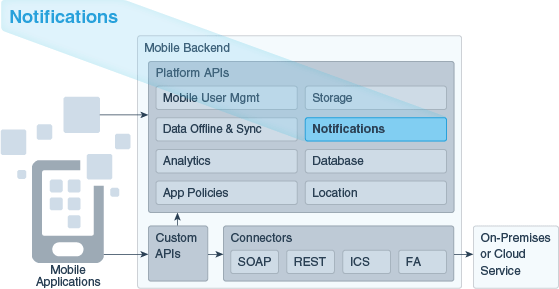 Notifications
Mobile Backend
Platform APIs
Mobile User Mgmt
Storage
Data Offline & Sync
Notifications
Analytics
Database
App Policies
Location
Custom
APIs
Connectors
SOAP
REST
ICS
FA
On-Premises
or Cloud
Service
Mobile
Applications